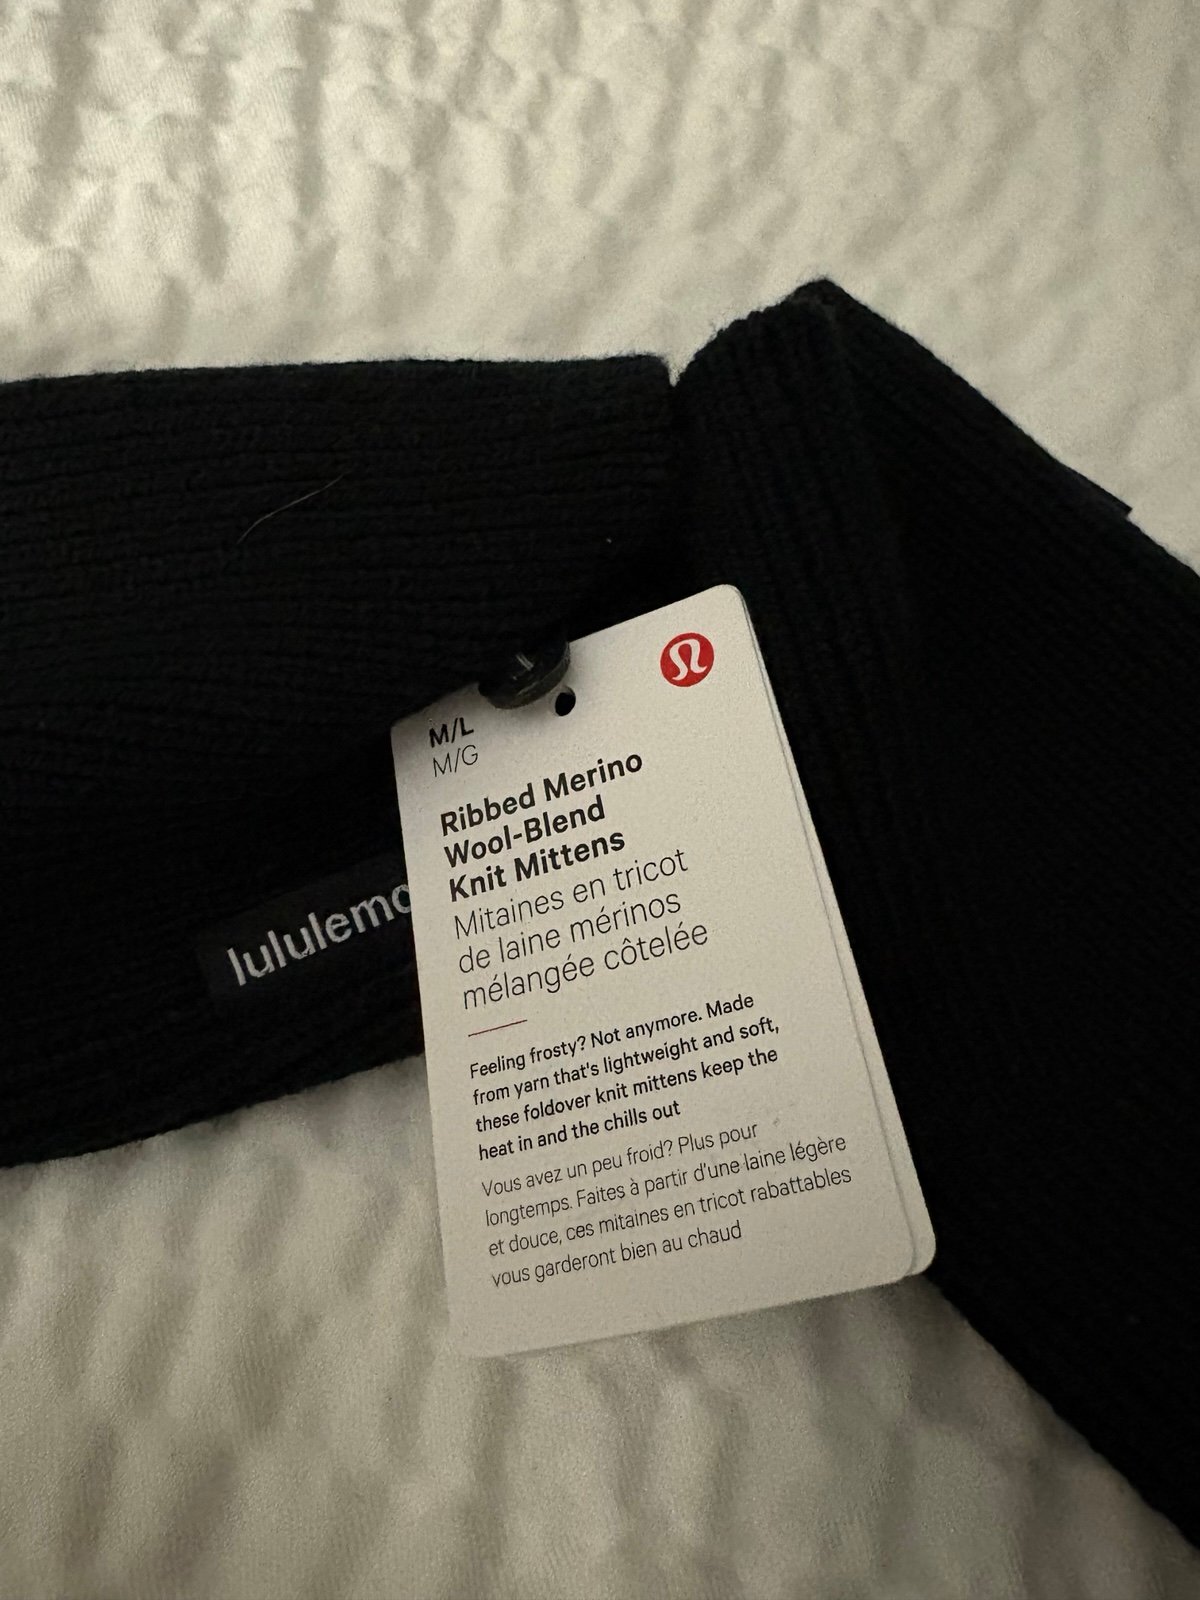 M/L
M/G
Ribbed Merino
Wool-Blend
Knit Mittens
Mitaines en tricot
de laine mérinos
mélangée côtelée
Feeling frosty? Not anymore. Made
from yarn that's lightweight and soft,
these foldover knit mittens keep the
heat in and the chills out
Vous avez un peu froid? Plus pour
longtemps. Faites à partir d'une laine légère
et douce, ces mitaines en tricot rabattables
vous garderont bien au chaud
lululemo